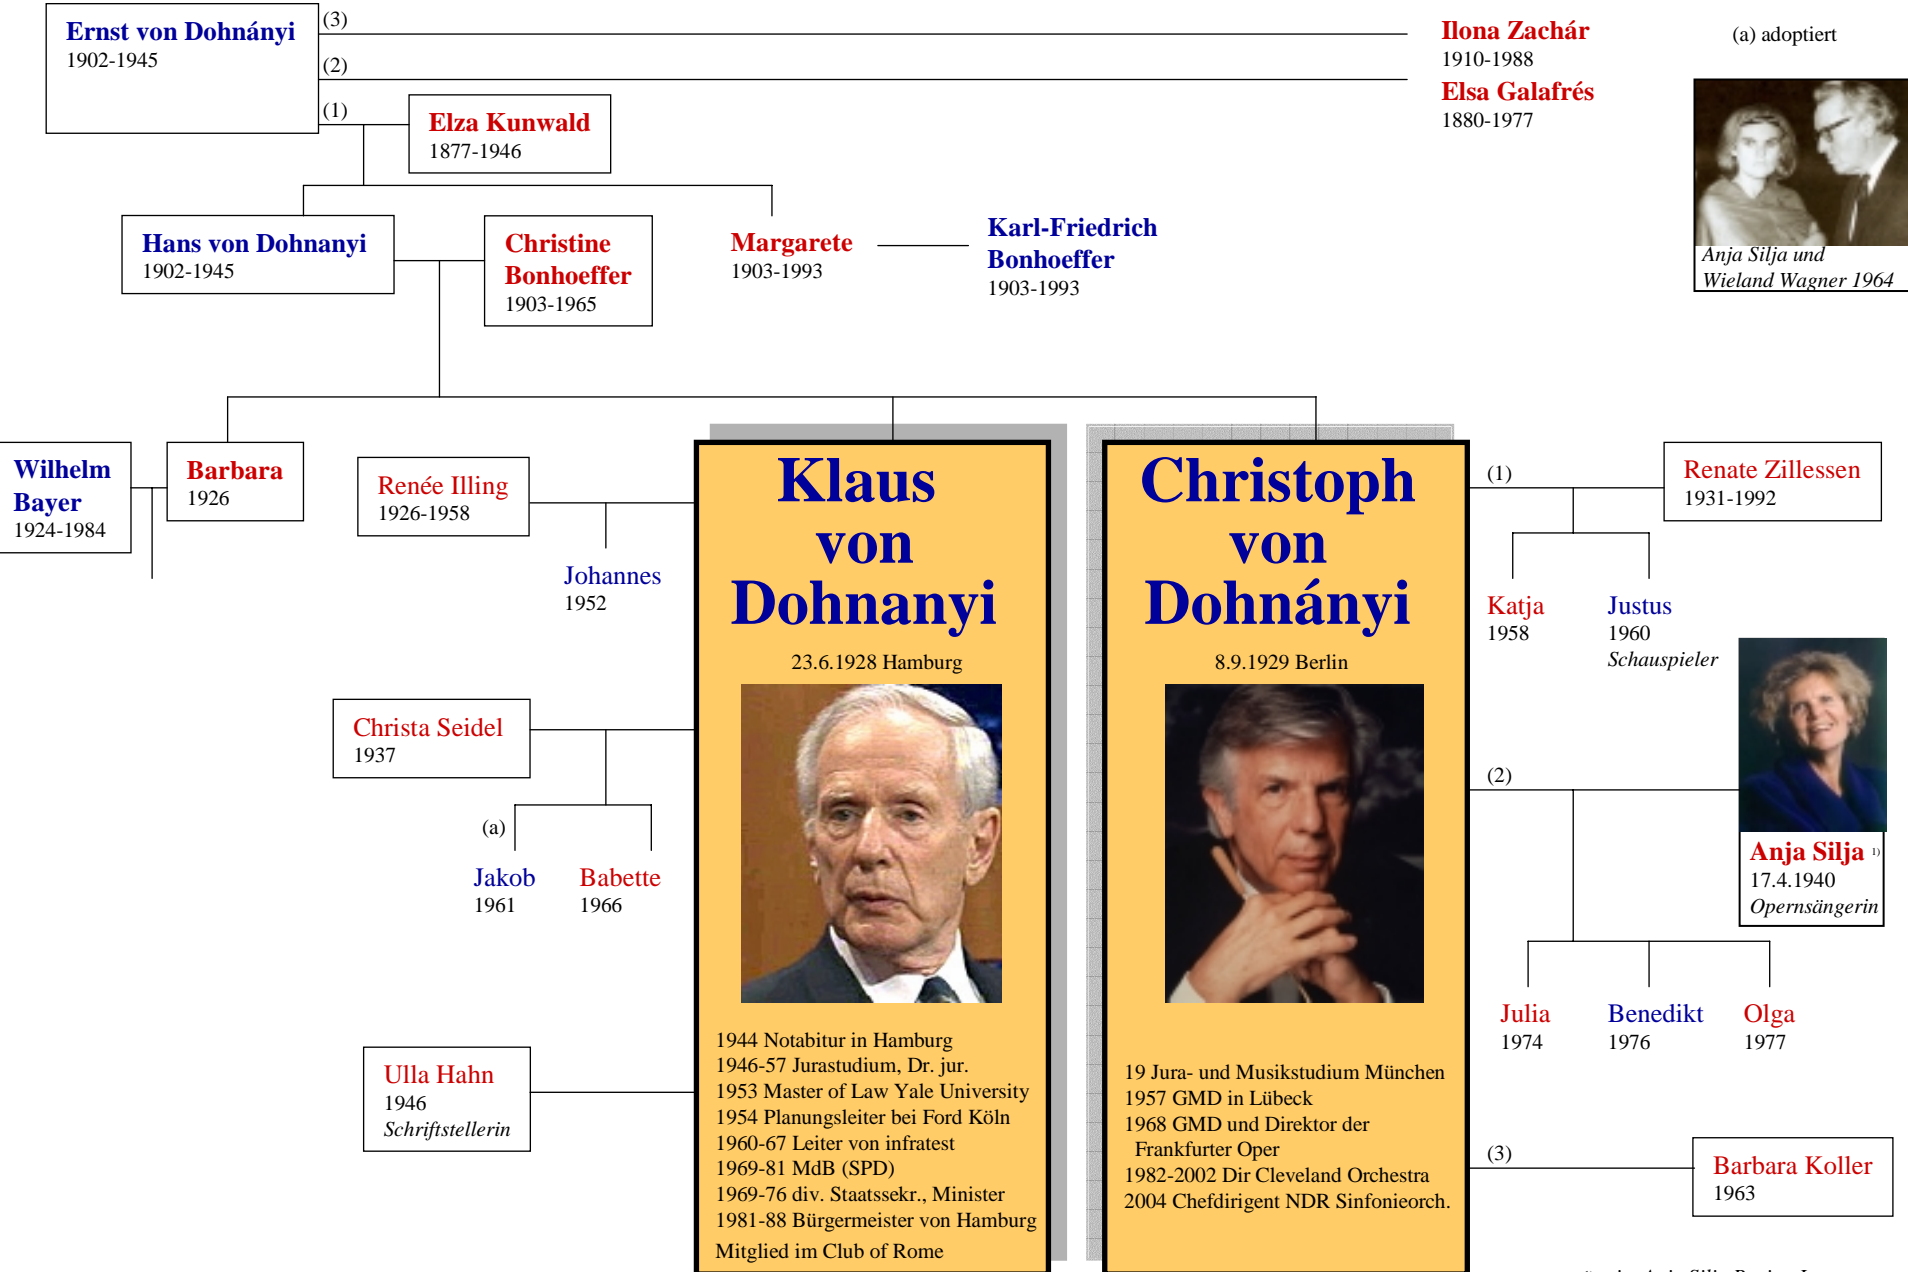 Ernst von Dohnányi
1902-1945
(3)
(2)
(1)
Ilona Zachár
1910-1988
Elsa Galafrés
1880-1977
(a) adoptiert
Elza Kunwald
1877-1946
Anja Silja und
Wieland Wagner 1964
Hans von Dohnanyi
1902-1945
Christine
Bonhoeffer
1903-1965
Margarete
1903-1993
Karl-Friedrich
Bonhoeffer
1903-1993
Wilhelm
Bayer
1924-1984
Barbara
1926
Renée Illing
1926-1958
Johannes
1952
Christa Seidel
1937
(a)
Jakob
1961
Babette
1966
Ulla Hahn
1946
Schriftstellerin
Klaus
von
Dohnanyi
23.6.1928 Hamburg
1944 Notabitur in Hamburg
1946-57 Jurastudium, Dr. jur.
1953 Master of Law Yale University
1954 Planungsleiter bei Ford Köln
1960-67 Leiter von infratest
1969-81 MdB (SPD)
1969-76 div. Staatssekr., Minister
1981-88 Bürgermeister von Hamburg
Mitglied im Club of Rome
Christoph
von
Dohnányi
8.9.1929 Berlin
19 Jura- und Musikstudium München
1957 GMD in Lübeck
1968 GMD und Direktor der
Frankfurter Oper
1982-2002 Dir Cleveland Orchestra
2004 Chefdirigent NDR Sinfonieorch.
(1)
Renate Zillessen
1931-1992
Katja
1958
Justus
1960
Schauspieler
(2)
Anja Silja 1)
17.4.1940
Opernsängerin
Julia
1974
Benedikt
1976
Olga
1977
(3)
Barbara Koller
1963